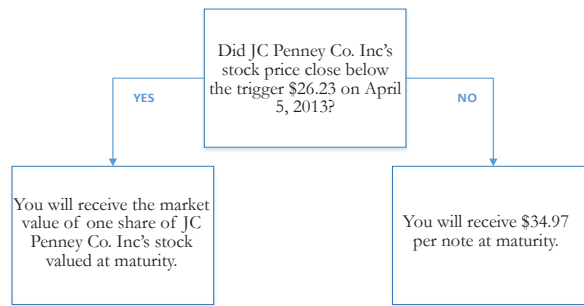 Did JC Penney Co. Inc's
stock price close below
the trigger $26.23 on April
5, 2013?
YES
NO
You will receive the market
value of one share of JC
Penney Co. Inc's stock
valued at maturity.
You will receive $34.97
per note at maturity.